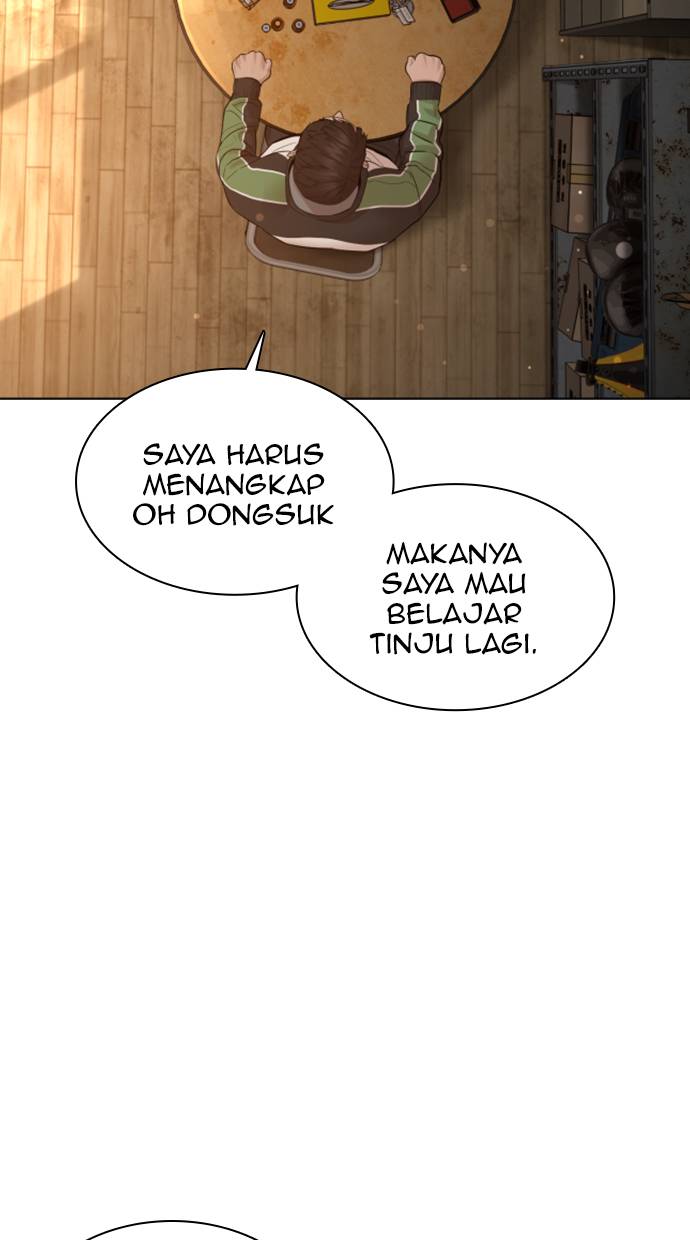 SAYA HARUS
MENANGKAP
OH DONGSUK
MAKANYA
SAYA MAU
BELAJAR
TINJU LAGI.